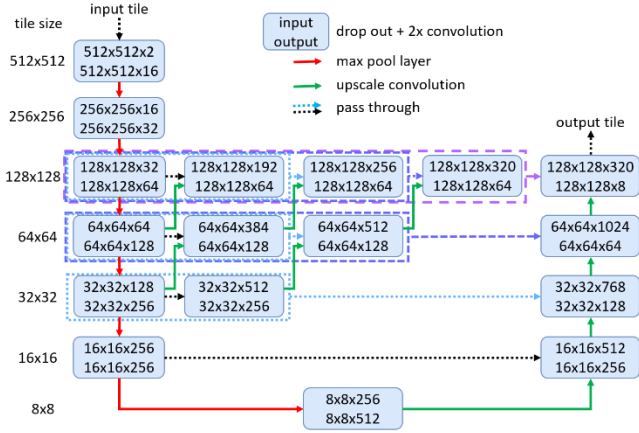 input tile
tile size
input
output
drop out + 2x convolution
512x512
512x512x2
512x512x16
max pool layer
upscale convolution
256x256
256x256x16
256x256x32
pass through
output tile
128x128
128x128x32
128x128x64
128x128x192
128x128x64
128x128x256
128x128x64
128x128x320
128x128x64
128x128x320
128x128x8
64x64
64x64x64
64x64x128
64x64x384
64x64x128
64x64x512
64x64x128
64x64x1024
64x64x64
32x32
32x32x128
32x32x256
32x32x512
32x32x256
32x32x768
32x32x128
16x16
16x16x256
16x16x256
16x16x512
16x16x256
8x8
8x8x256
8x8x512